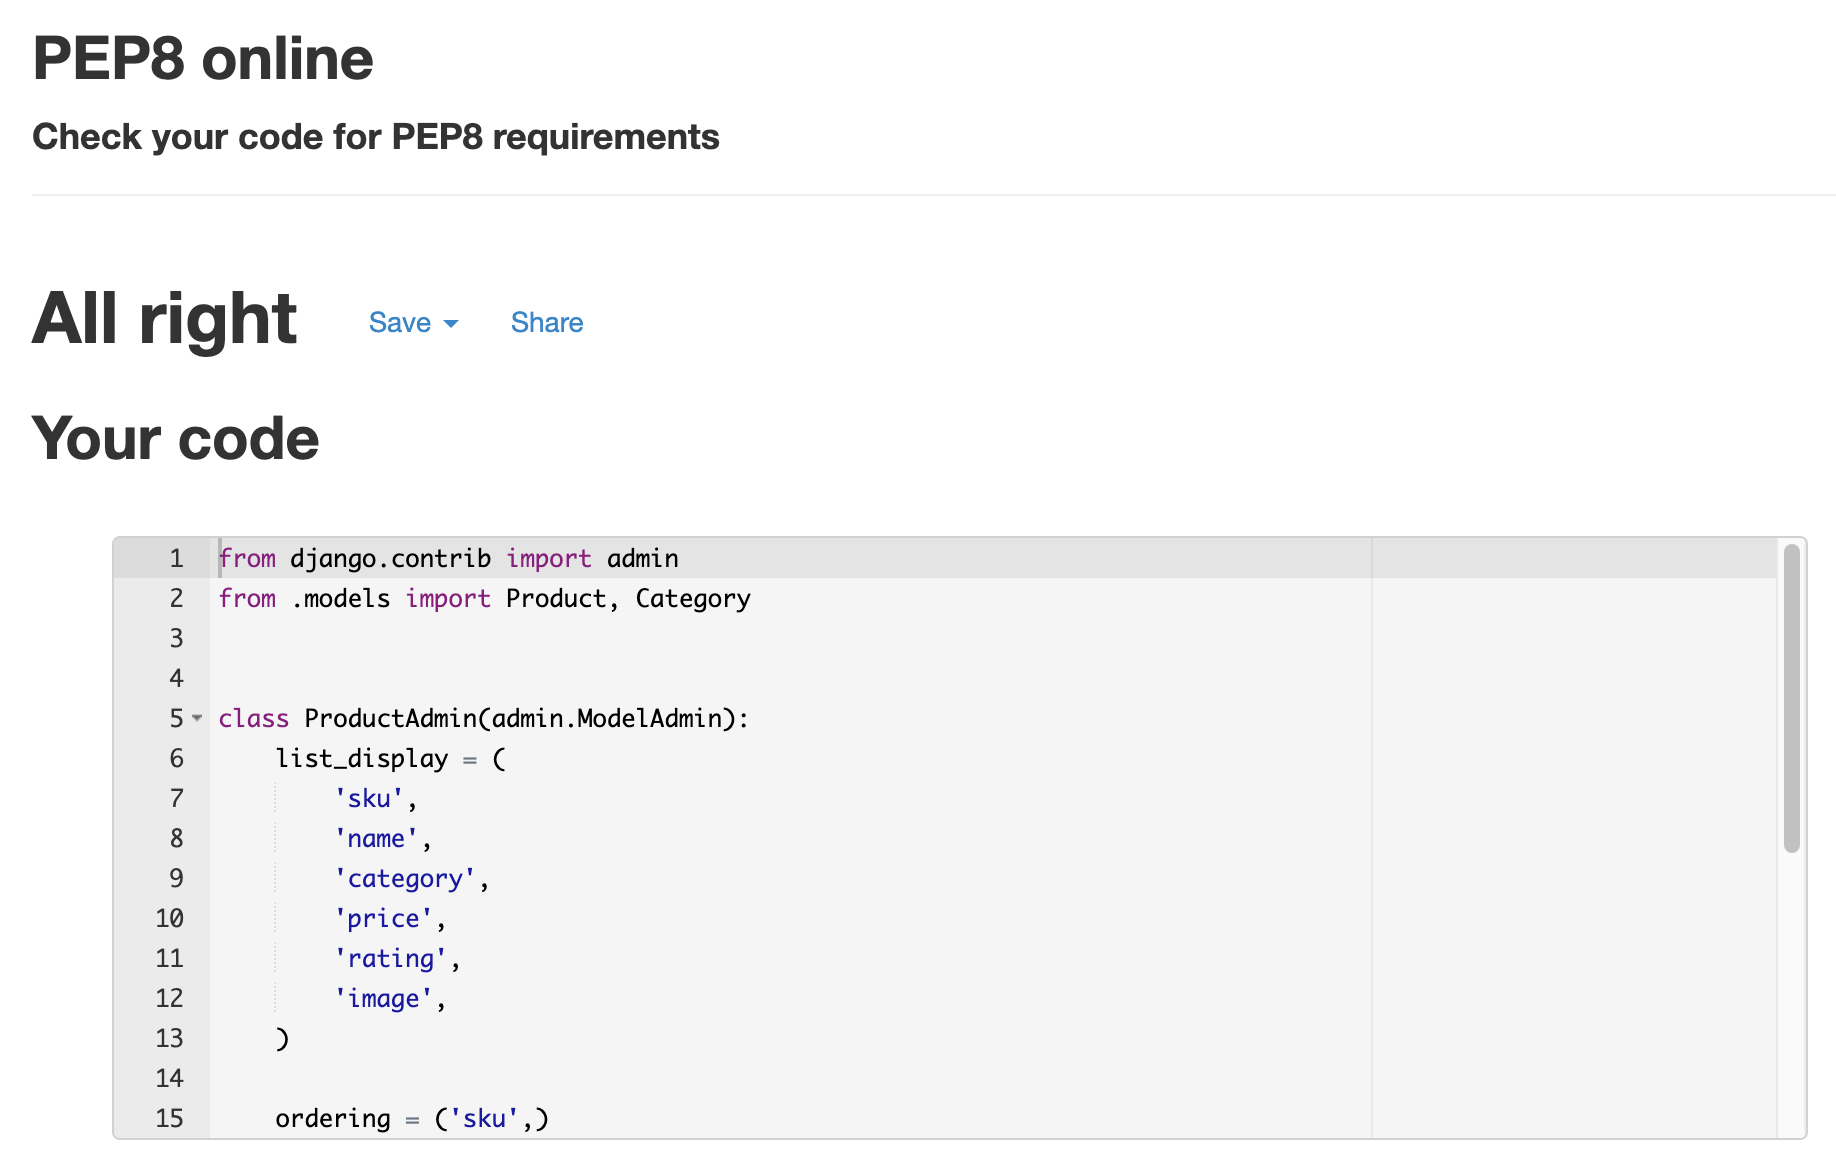 PEP8 online
Check your code for PEP8 requirements
All right Save Share
Your code
1 from django.contrib import admin
2 from .models import Product, Category
3
4
5 class ProductAdmin(admin.ModelAdmin):
6     list_display = (
7         'sku',
8         'name',
9         'category',
10         'price',
11         'rating',
12         'image',
13     )
14
15     ordering = ('sku',)